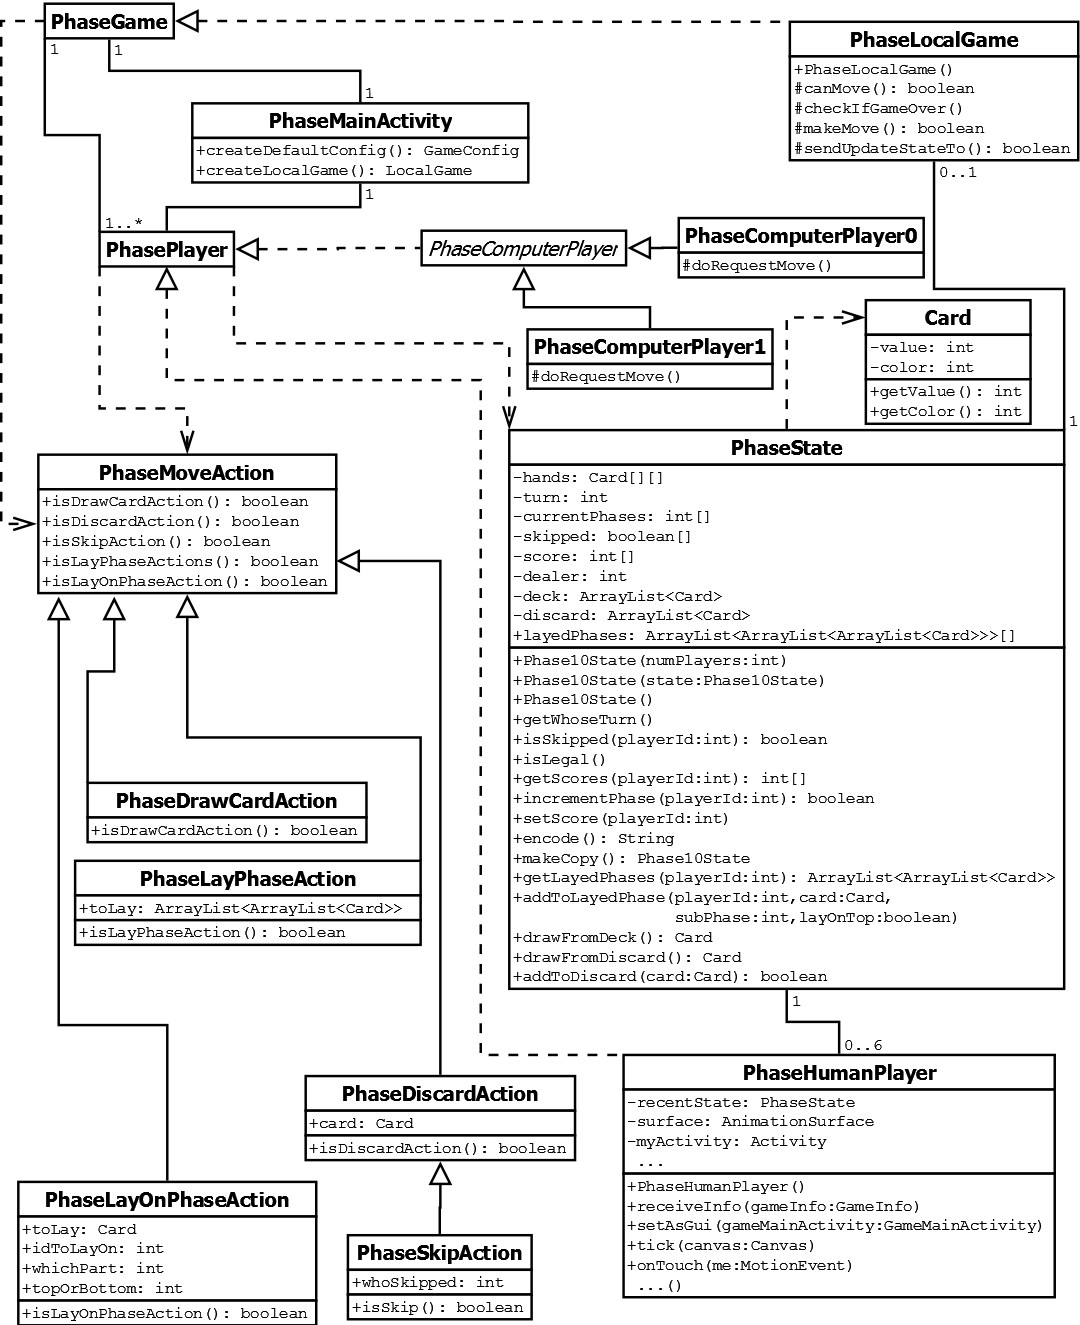 PhaseGame
1
1
PhaseLocalGame
+PhaseLocalGame()
#canMove(): boolean
#checkIfGameOver()
#makeMove(): boolean
#sendUpdateStateTo(): boolean
0..1
1
PhaseMainActivity
+createDefaultConfig(): GameConfig
+createLocalGame(): LocalGame
1
1..*
PhasePlayer
PhaseComputerPlayer
PhaseComputerPlayer0
#doRequestMove()
PhaseComputerPlayer1
#doRequestMove()
Card
-value: int
-color: int
+getValue(): int
+getColor(): int
1
PhaseMoveAction
+isDrawCardAction(): boolean
+isDiscardAction(): boolean
+isSkipAction(): boolean
+isLayPhaseActions(): boolean
+isLayOnPhaseAction(): boolean
PhaseState
-hands: Card[][]
-turn: int
-currentPhases: int[]
-skipped: boolean[]
-score: int[]
-dealer: int
-deck: ArrayList<Card>
-discard: ArrayList<Card>
+layedPhases: ArrayList<ArrayList<ArrayList<Card>>>[]
+Phase10State(numPlayers:int)
+Phase10State(state:Phase10State)
+Phase10State()
+getWhoseTurn()
+isSkipped(playerId:int): boolean
+isLegal()
+getScores(playerId:int): int[]
+incrementPhase(playerId:int): boolean
+setScore(playerId:int)
+encode(): String
+makeCopy(): Phase10State
+getLayedPhases(playerId:int): ArrayList<ArrayList<Card>>
+addToLayedPhase(playerId:int,card:Card,
subPhase:int,layOnTop:boolean)
+drawFromDeck(): Card
+drawFromDiscard(): Card
+addToDiscard(card:Card): boolean
1
0..6
PhaseDrawCardAction
+isDrawCardAction(): boolean
PhaseLayPhaseAction
+toLay: ArrayList<ArrayList<Card>>
+isLayPhaseAction(): boolean
PhaseHumanPlayer
-recentState: PhaseState
-surface: AnimationSurface
-myActivity: Activity
...
+PhaseHumanPlayer()
+receiveInfo(gameInfo:GameInfo)
+setAsGui(gameMainActivity:GameMainActivity)
+tick(canvas:Canvas)
+onTouch(me:MotionEvent)
...()
PhaseDiscardAction
+card: Card
+isDiscardAction(): boolean
PhaseLayOnPhaseAction
+toLay: Card
+idToLayOn: int
+whichPart: int
+topOrBottom: int
+isLayOnPhaseAction(): boolean
PhaseSkipAction
+whoSkipped: int
+isSkip(): boolean